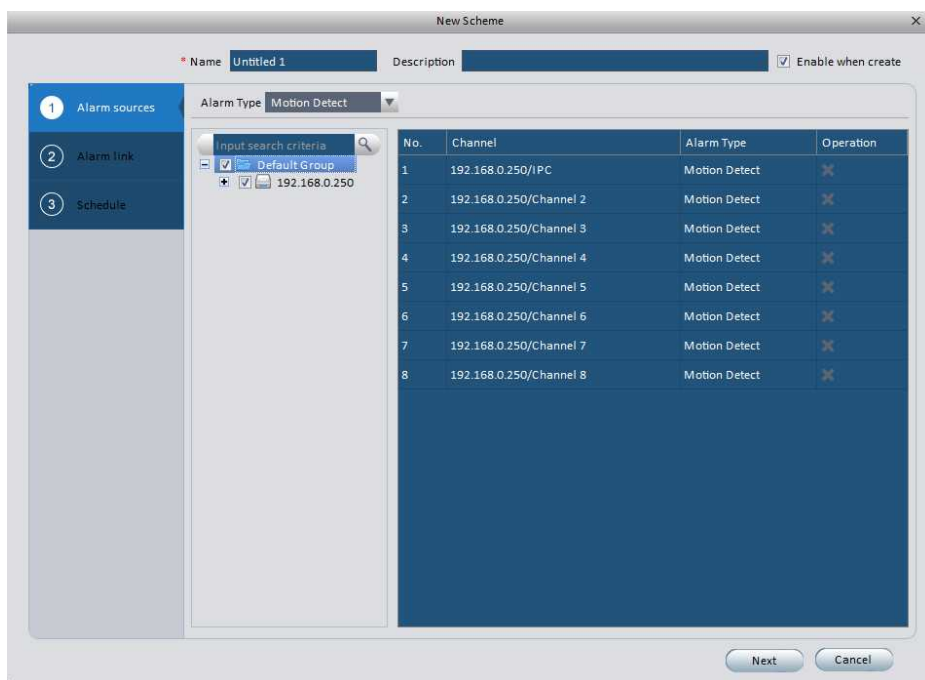 New Scheme
* Name Untitled 1 Description Enable when create
1 Alarm sources
2 Alarm link
3 Schedule
Alarm Type Motion Detect
Input search criteria
Default Group
192.168.0.250
No. Channel Alarm Type Operation
1 192.168.0.250/IPC Motion Detect
2 192.168.0.250/Channel 2 Motion Detect
3 192.168.0.250/Channel 3 Motion Detect
4 192.168.0.250/Channel 4 Motion Detect
5 192.168.0.250/Channel 5 Motion Detect
6 192.168.0.250/Channel 6 Motion Detect
7 192.168.0.250/Channel 7 Motion Detect
8 192.168.0.250/Channel 8 Motion Detect
Next Cancel